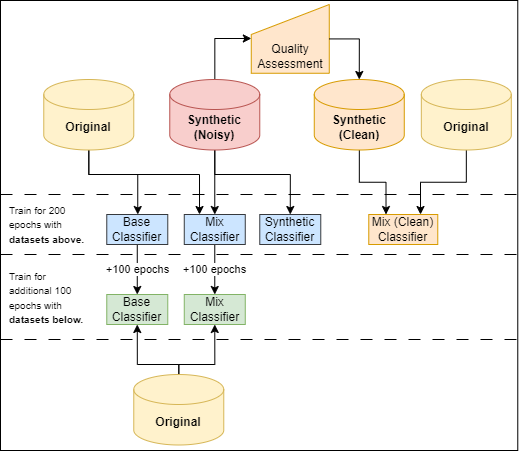 Quality
Assessment
Original
Synthetic
(Noisy)
Synthetic
(Clean)
Original
Train for 200
epochs with
datasets above.
Base
Classifier
Mix
Classifier
Synthetic
Classifier
Mix (Clean)
Classifier
+100 epochs
+100 epochs
Train for
additional 100
epochs with
datasets below.
Base
Classifier
Mix
Classifier
Original